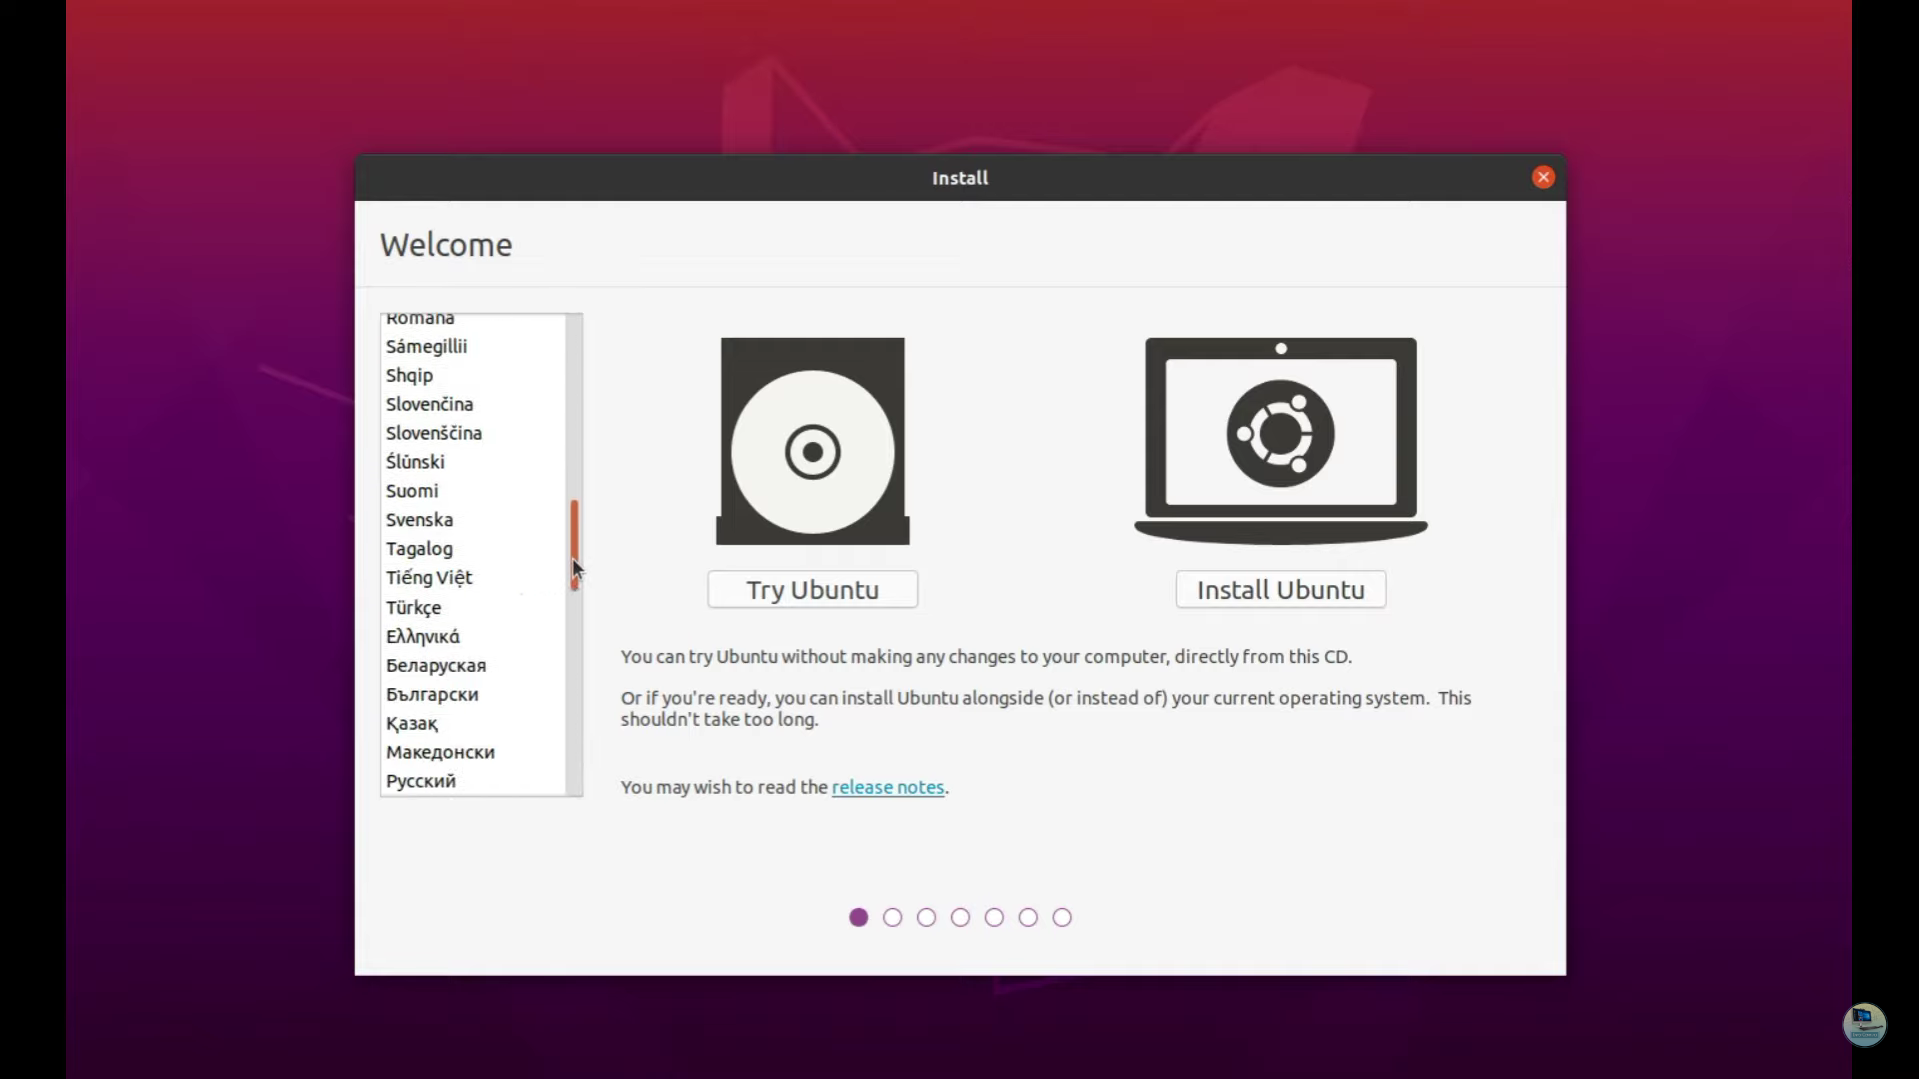 Install
Welcome
Română
Sámegillii
Shqip
Slovenčina
Slovenščina
Ślůnski
Suomi
Svenska
Tagalog
Tiếng Việt
Türkçe
Ελληνικά
Беларуская
Български
Қазақ
Македонски
Русский
Try Ubuntu
Install Ubuntu
You can try Ubuntu without making any changes to your computer, directly from this CD.
Or if you're ready, you can install Ubuntu alongside (or instead of) your current operating system. This
shouldn't take too long.
You may wish to read the release notes.